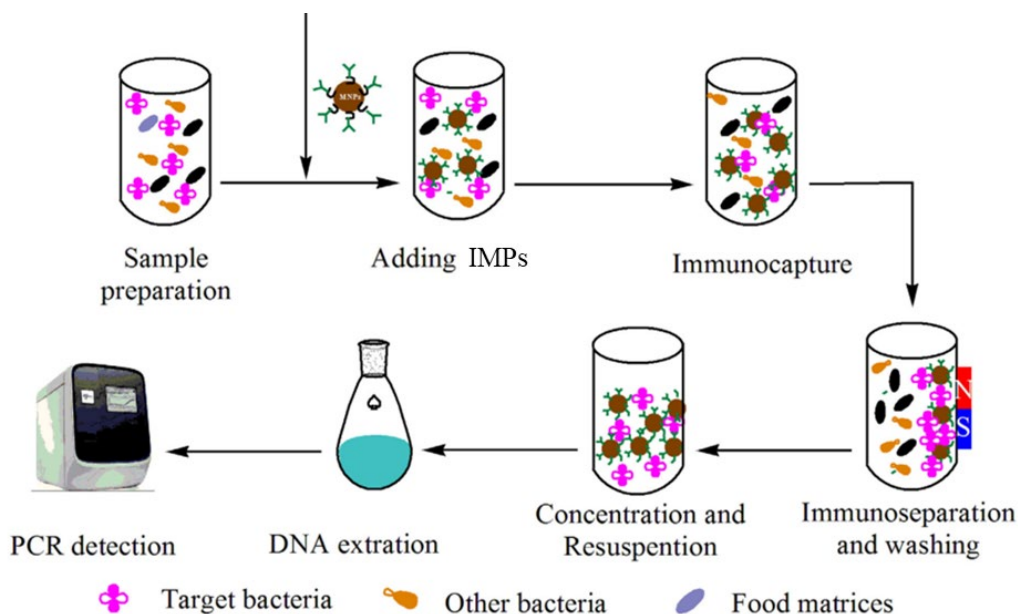 MNPs
Sample
preparation
Adding IMPs
Immunocapture
N
S
PCR detection
DNA extration
Concentration and
Resuspention
Immunoseparation
and washing
Target bacteria
Other bacteria
Food matrices